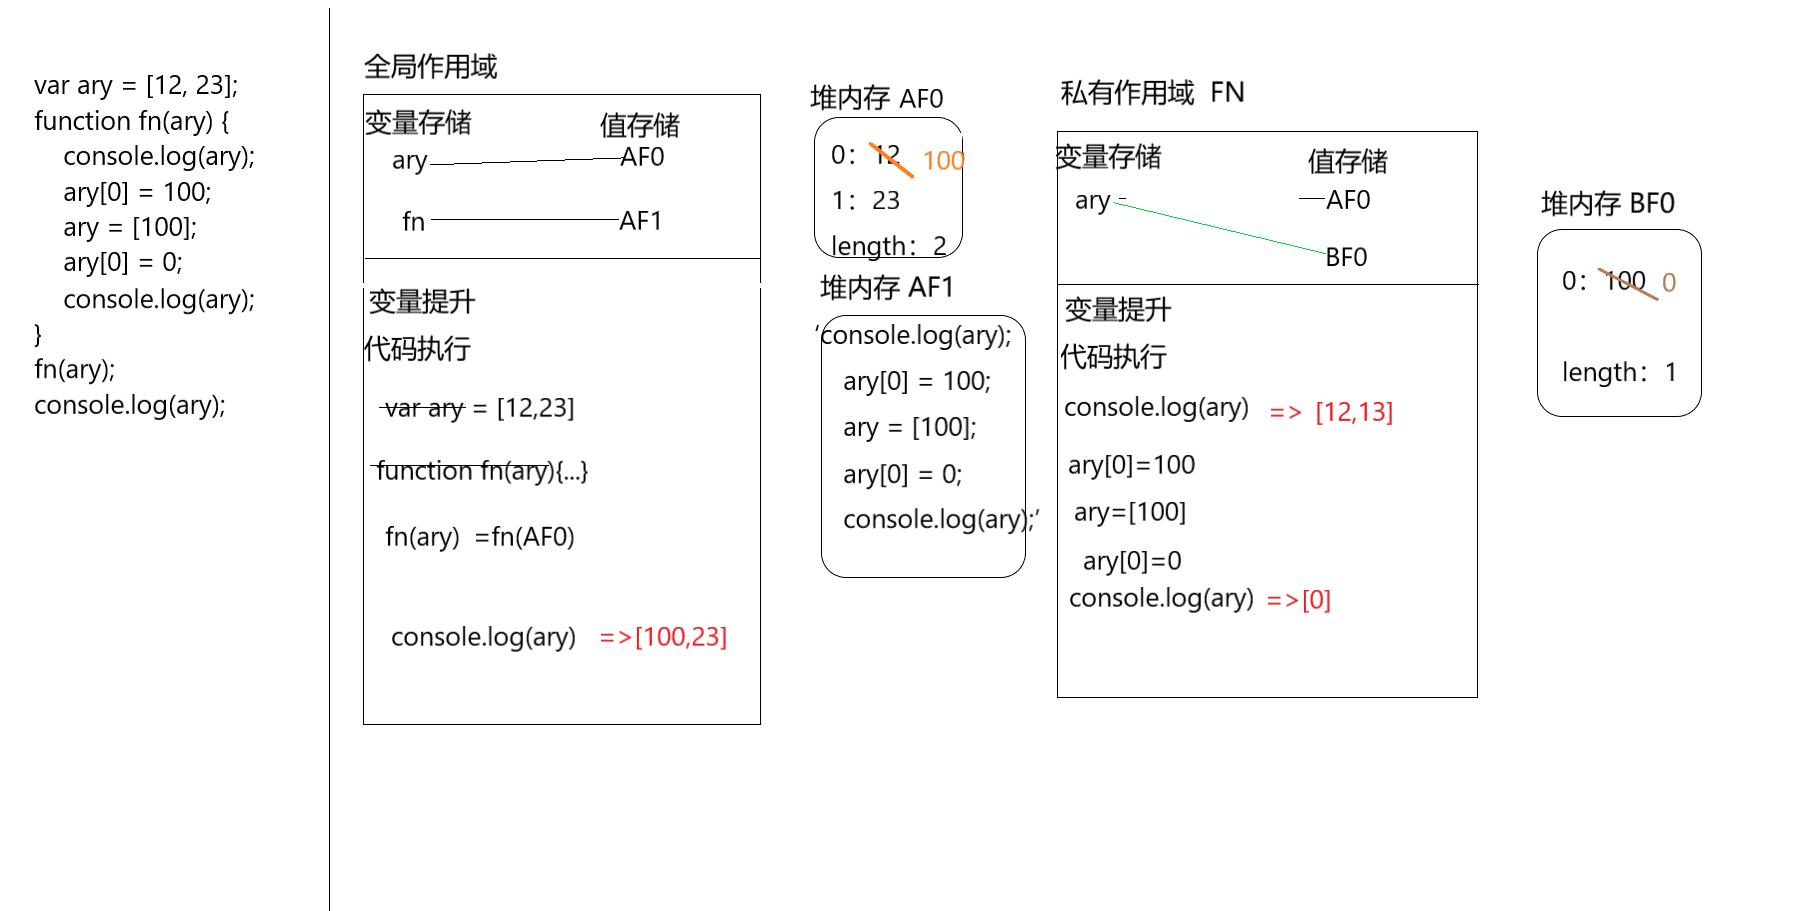 var ary = [12, 23];
function fn(ary) {
console.log(ary);
ary[0] = 100;
ary = [100];
ary[0] = 0;
console.log(ary);
}
fn(ary);
console.log(ary);
全局作用域
变量存储 值存储
ary AF0
fn AF1
变量提升
代码执行
var ary = [12,23]
function fn(ary){...}
fn(ary) =fn(AF0)
console.log(ary) =>[100,23]
堆内存 AF0
0：12 100
1：23
length：2
堆内存 AF1
‘console.log(ary);
ary[0] = 100;
ary = [100];
ary[0] = 0;
console.log(ary);’
私有作用域 FN
变量存储 值存储
ary AF0
BF0
变量提升
代码执行
console.log(ary) => [12,13]
ary[0]=100
ary=[100]
ary[0]=0
console.log(ary) =>[0]
堆内存 BF0
0：100 0
length：1